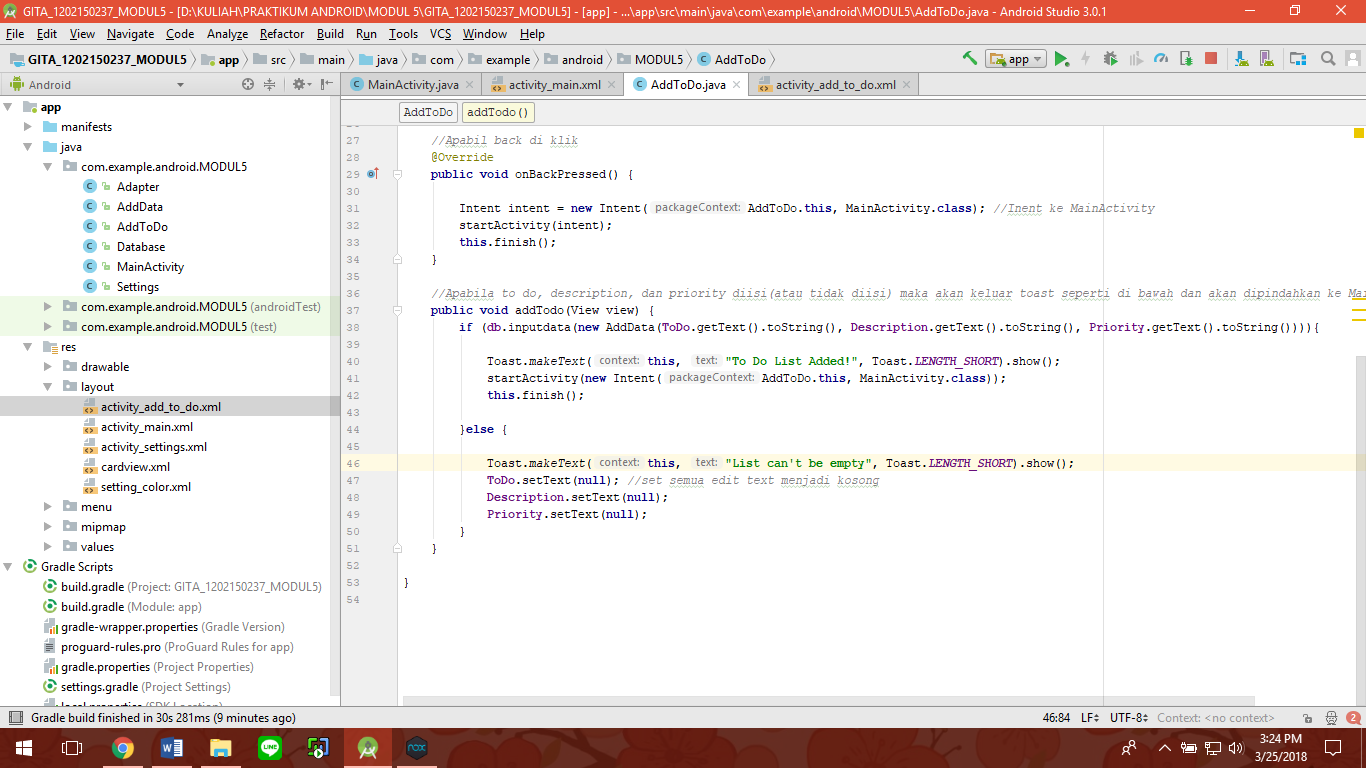 GITA_1202150237_MODUL5 - [D:\KULIAH\PRAKTIKUM ANDROID\MODUL 5\GITA_1202150237_MODUL5] - [app] - ...\app\src\main\java\com\example\android\MODUL5\AddToDo.java - Android Studio 3.0.1
File Edit View Navigate Code Analyze Refactor Build Run Tools VCS Window Help
GITA_1202150237_MODUL5 app src main java com example android MODUL5 AddToDo app
Android MainActivity.java activity_main.xml AddToDo.java activity_add_to_do.xml
AddToDo addTodo()
app
manifests
java
com.example.android.MODUL5
Adapter
AddData
AddToDo
Database
MainActivity
Settings
com.example.android.MODUL5 (androidTest)
com.example.android.MODUL5 (test)
res
drawable
layout
activity_add_to_do.xml
activity_main.xml
activity_settings.xml
cardview.xml
setting_color.xml
menu
mipmap
values
Gradle Scripts
build.gradle (Project: GITA_1202150237_MODUL5)
build.gradle (Module: app)
gradle-wrapper.properties (Gradle Version)
proguard-rules.pro (ProGuard Rules for app)
gradle.properties (Project Properties)
settings.gradle (Project Settings)
27 //Apabil back di klik
28 @Override
29 public void onBackPressed() {
30
31 Intent intent = new Intent( packageContext: AddToDo.this, MainActivity.class); //Inent ke MainActivity
32 startActivity(intent);
33 this.finish();
34 }
35
36 //Apabila to do, description, dan priority diisi(atau tidak diisi) maka akan keluar toast seperti di bawah dan akan dipindahkan ke Mai
37 public void addTodo(View view) {
38 if (db.inputdata(new AddData(ToDo.getText().toString(), Description.getText().toString(), Priority.getText().toString()))){
39
40 Toast.makeText( context: this, text: "To Do List Added!", Toast.LENGTH_SHORT).show();
41 startActivity(new Intent( packageContext: AddToDo.this, MainActivity.class));
42 this.finish();
43
44 }else {
45
46 Toast.makeText( context: this, text: "List can't be empty", Toast.LENGTH_SHORT).show();
47 ToDo.setText(null); //set semua edit text menjadi kosong
48 Description.setText(null);
49 Priority.setText(null);
50 }
51 }
52
53 }
54
Gradle build finished in 30s 281ms (9 minutes ago) 46:84 LF UTF-8 Context: <no context> 2
3:24 PM
3/25/2018